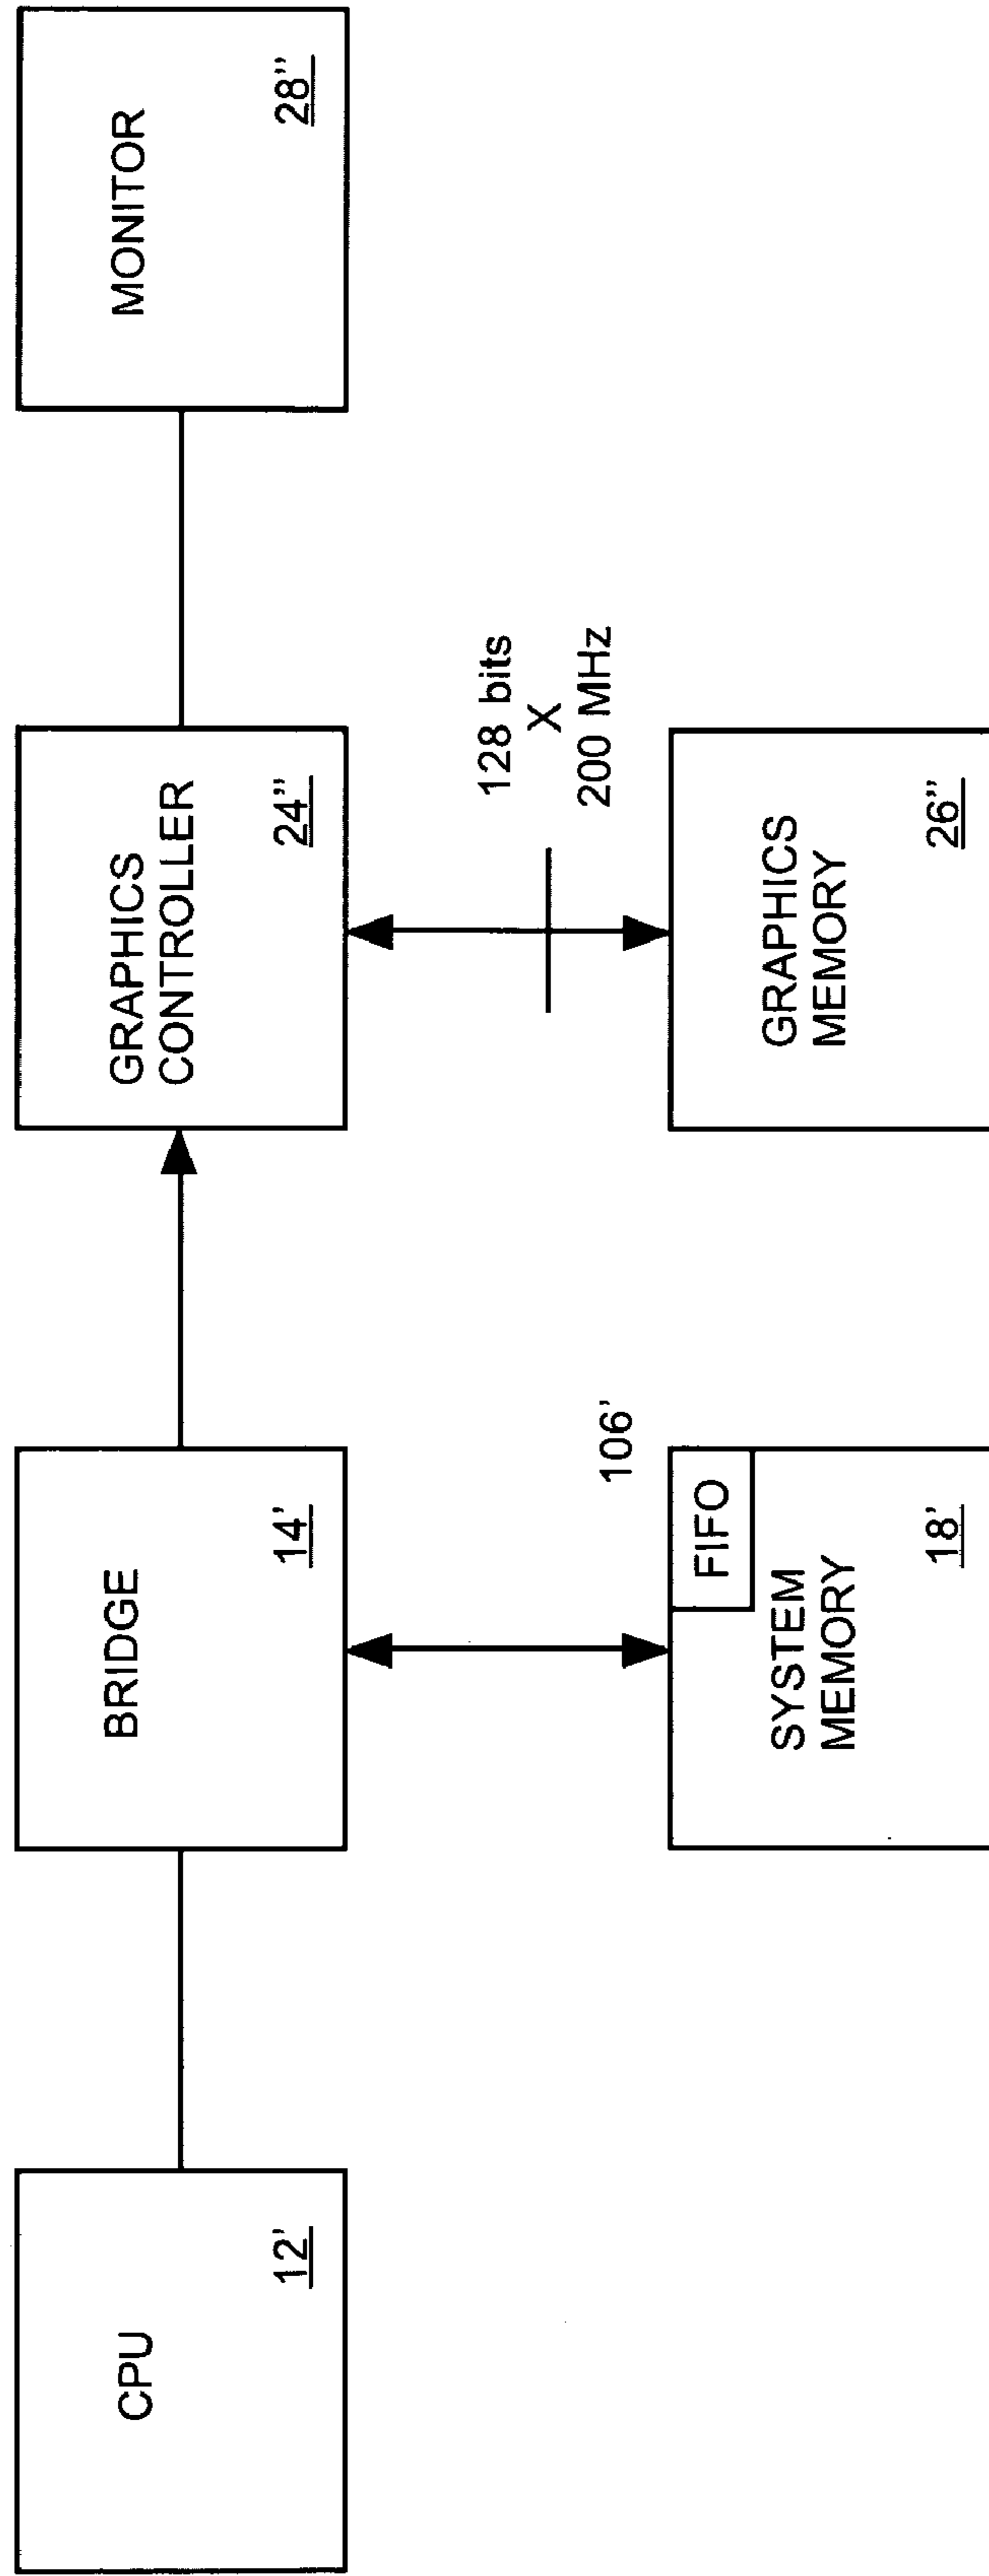 CPU
12'
BRIDGE
14'
GRAPHICS
CONTROLLER
24"
MONITOR
28"
128 bits
X
200 MHz
106'
FIFO
SYSTEM
MEMORY
18'
GRAPHICS
MEMORY
26"